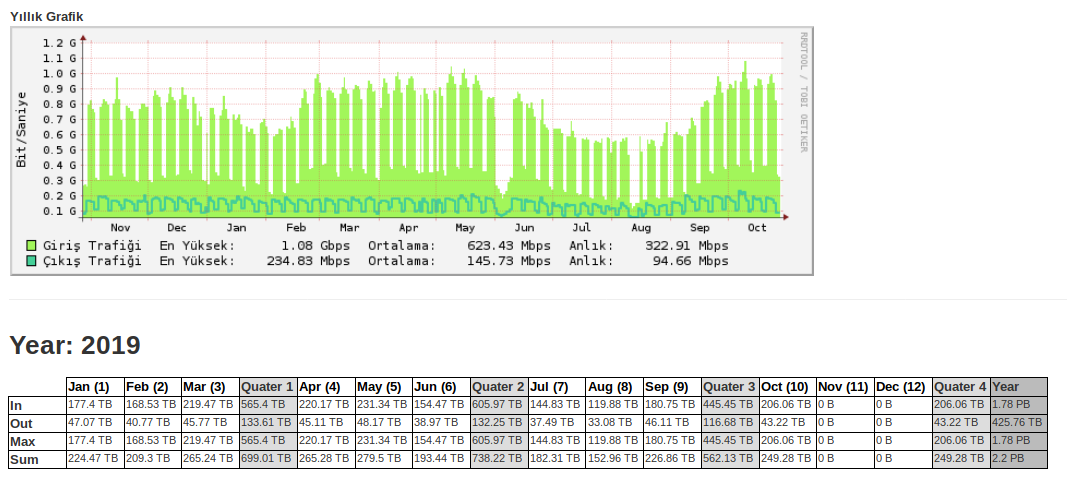 Yıllık Grafik
1.2 G
1.1 G
1.0 G
0.9 G
0.8 G
0.7 G
0.6 G
0.5 G
0.4 G
0.3 G
0.2 G
0.1 G
Bit/Saniye
RRDTOOL / TOBI OETIKER
Nov Dec Jan Feb Mar Apr May Jun Jul Aug Sep Oct
Giriş Trafiği En Yüksek: 1.08 Gbps Ortalama: 623.43 Mbps Anlık: 322.91 Mbps
Çıkış Trafiği En Yüksek: 234.83 Mbps Ortalama: 145.73 Mbps Anlık: 94.66 Mbps
Year: 2019
Jan (1) Feb (2) Mar (3) Quater 1 Apr (4) May (5) Jun (6) Quater 2 Jul (7) Aug (8) Sep (9) Quater 3 Oct (10) Nov (11) Dec (12) Quater 4 Year
In 177.4 TB 168.53 TB 219.47 TB 565.4 TB 220.17 TB 231.34 TB 154.47 TB 605.97 TB 144.83 TB 119.88 TB 180.75 TB 445.45 TB 206.06 TB 0 B 0 B 206.06 TB 1.78 PB
Out 47.07 TB 40.77 TB 45.77 TB 133.61 TB 45.11 TB 48.17 TB 38.97 TB 132.25 TB 37.49 TB 33.08 TB 46.11 TB 116.68 TB 43.22 TB 0 B 0 B 43.22 TB 425.76 TB
Max 177.4 TB 168.53 TB 219.47 TB 565.4 TB 220.17 TB 231.34 TB 154.47 TB 605.97 TB 144.83 TB 119.88 TB 180.75 TB 445.45 TB 206.06 TB 0 B 0 B 206.06 TB 1.78 PB
Sum 224.47 TB 209.3 TB 265.24 TB 699.01 TB 265.28 TB 279.5 TB 193.44 TB 738.22 TB 182.31 TB 152.96 TB 226.86 TB 562.13 TB 249.28 TB 0 B 0 B 249.28 TB 2.2 PB